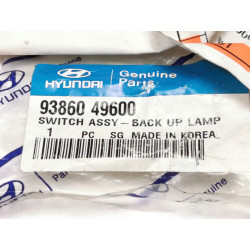 HYUNDAI
Genuine
Parts
93860 49600
SWITCH ASSY-BACK UP LAMP
1 PC SG MADE IN KOREA